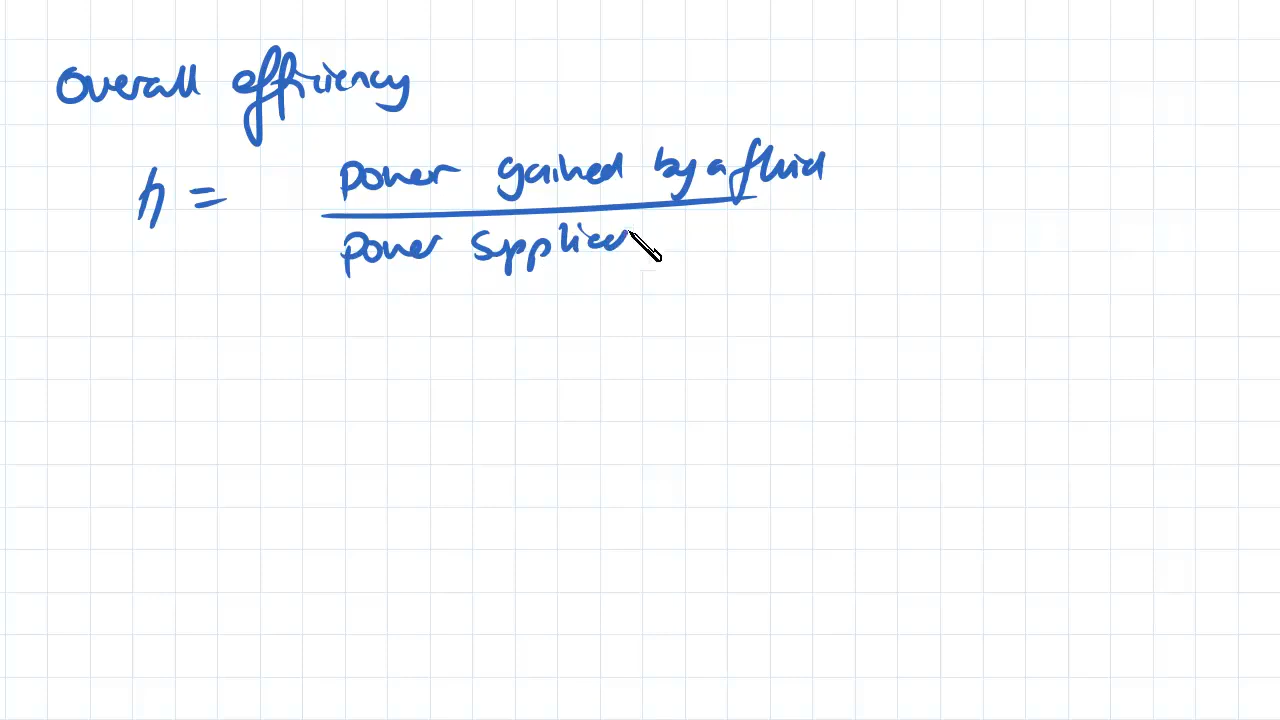 Overall efficiency
η = power gained by a fluid
power supplied